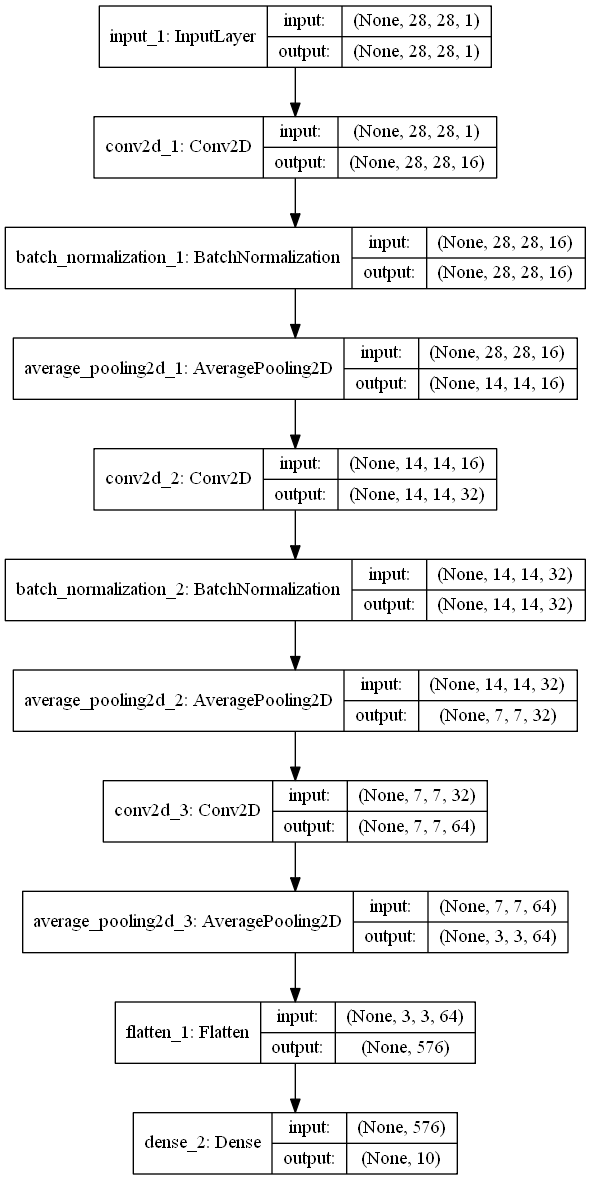 input_1: InputLayer
input: (None, 28, 28, 1)
output: (None, 28, 28, 1)
conv2d_1: Conv2D
input: (None, 28, 28, 1)
output: (None, 28, 28, 16)
batch_normalization_1: BatchNormalization
input: (None, 28, 28, 16)
output: (None, 28, 28, 16)
average_pooling2d_1: AveragePooling2D
input: (None, 28, 28, 16)
output: (None, 14, 14, 16)
conv2d_2: Conv2D
input: (None, 14, 14, 16)
output: (None, 14, 14, 32)
batch_normalization_2: BatchNormalization
input: (None, 14, 14, 32)
output: (None, 14, 14, 32)
average_pooling2d_2: AveragePooling2D
input: (None, 14, 14, 32)
output: (None, 7, 7, 32)
conv2d_3: Conv2D
input: (None, 7, 7, 32)
output: (None, 7, 7, 64)
average_pooling2d_3: AveragePooling2D
input: (None, 7, 7, 64)
output: (None, 3, 3, 64)
flatten_1: Flatten
input: (None, 3, 3, 64)
output: (None, 576)
dense_2: Dense
input: (None, 576)
output: (None, 10)